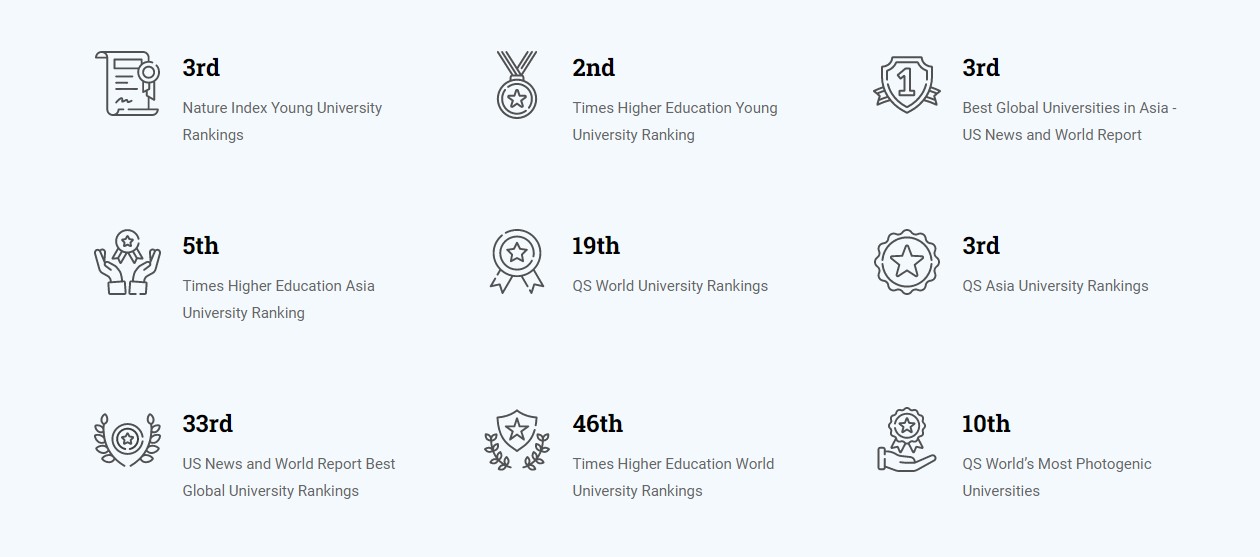 3rd
Nature Index Young University
Rankings
2nd
Times Higher Education Young
University Ranking
1
3rd
Best Global Universities in Asia -
US News and World Report
5th
Times Higher Education Asia
University Ranking
19th
QS World University Rankings
3rd
QS Asia University Rankings
33rd
US News and World Report Best
Global University Rankings
46th
Times Higher Education World
University Rankings
10th
QS World’s Most Photogenic
Universities